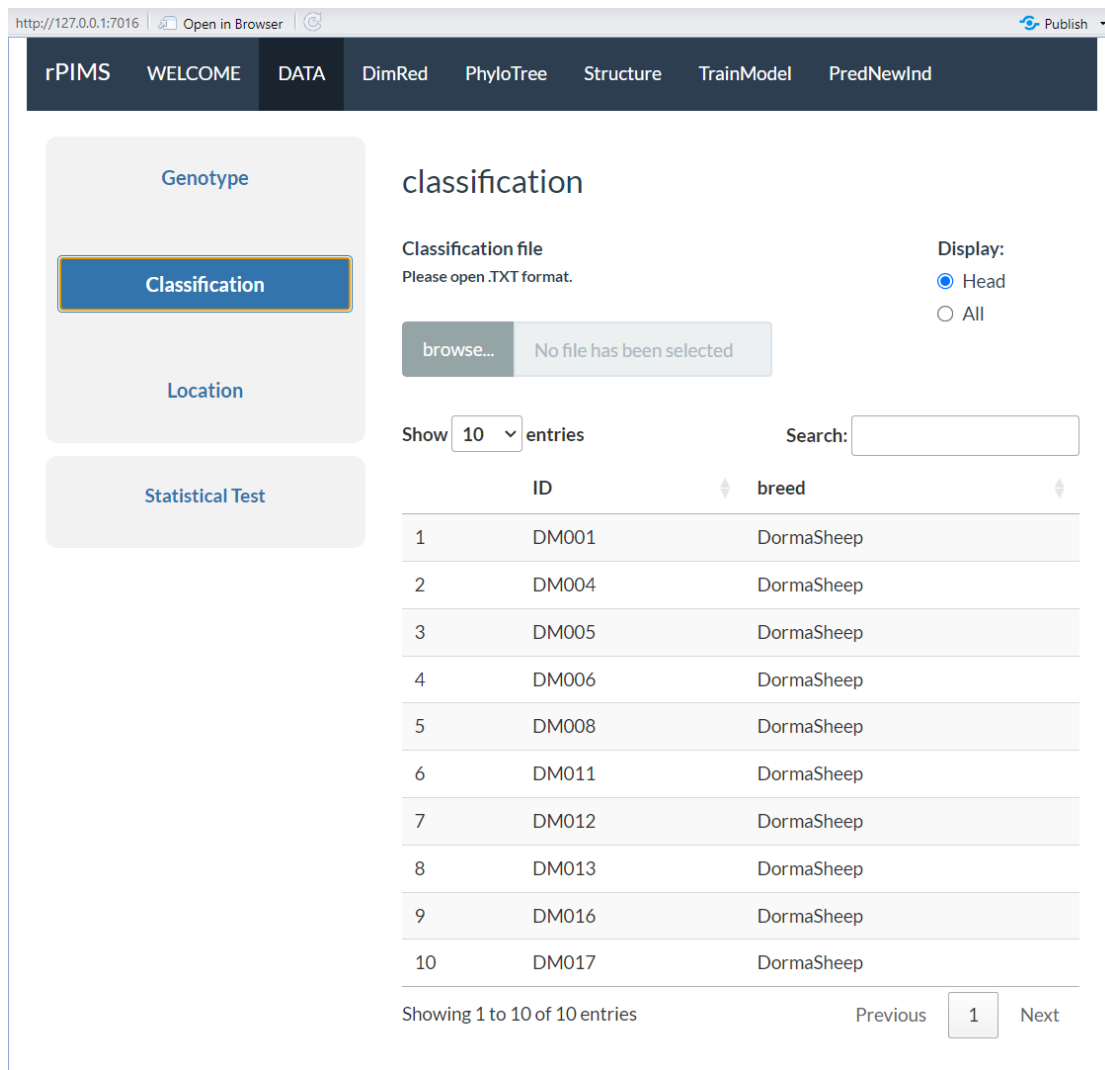 http://127.0.0.1:7016 Open in Browser Publish
rPIMS WELCOME DATA DimRed PhyloTree Structure TrainModel PredNewInd
Genotype
Classification
Location
Statistical Test
classification
Classification file
Please open .TXT format.
browse... No file has been selected
Display:
Head
All
Show 10 entries
Search:
ID breed
1 DM001 DormaSheep
2 DM004 DormaSheep
3 DM005 DormaSheep
4 DM006 DormaSheep
5 DM008 DormaSheep
6 DM011 DormaSheep
7 DM012 DormaSheep
8 DM013 DormaSheep
9 DM016 DormaSheep
10 DM017 DormaSheep
Showing 1 to 10 of 10 entries
Previous 1 Next